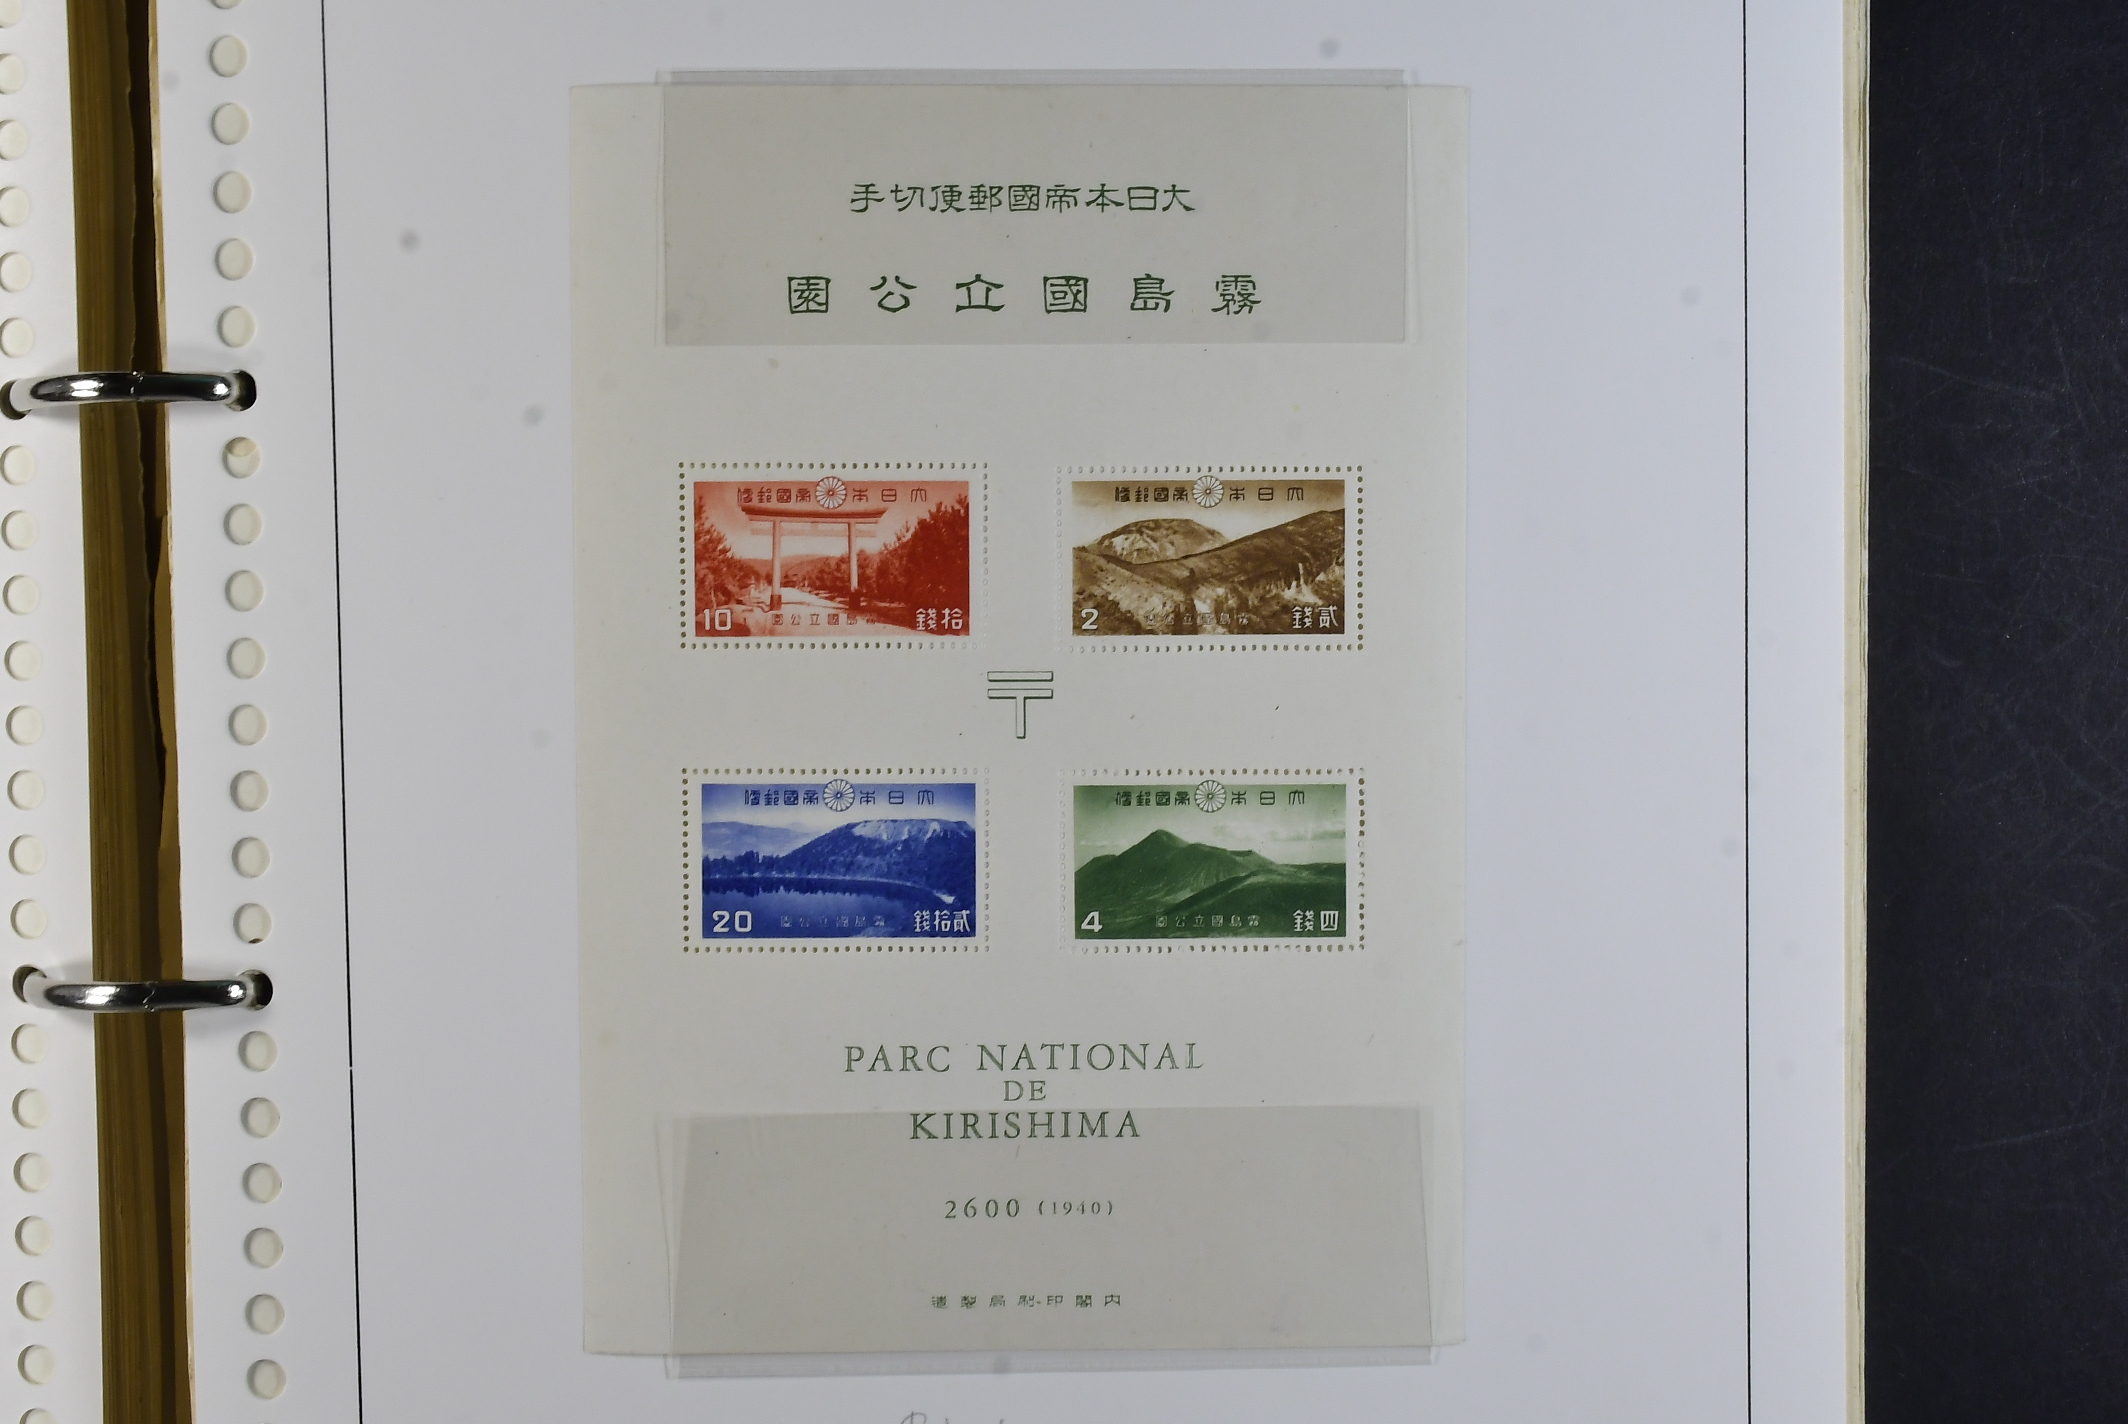 大日本帝國郵便切手
霧島國立公園
大日本帝國郵便
霧島國立公園
10 拾錢
大日本帝國郵便
霧島國立公園
2 貳錢
〒
大日本帝國郵便
霧島國立公園
20 貳拾錢
大日本帝國郵便
霧島國立公園
4 四錢
PARC NATIONAL
DE
KIRISHIMA
2600 (1940)
内閣印刷局製造